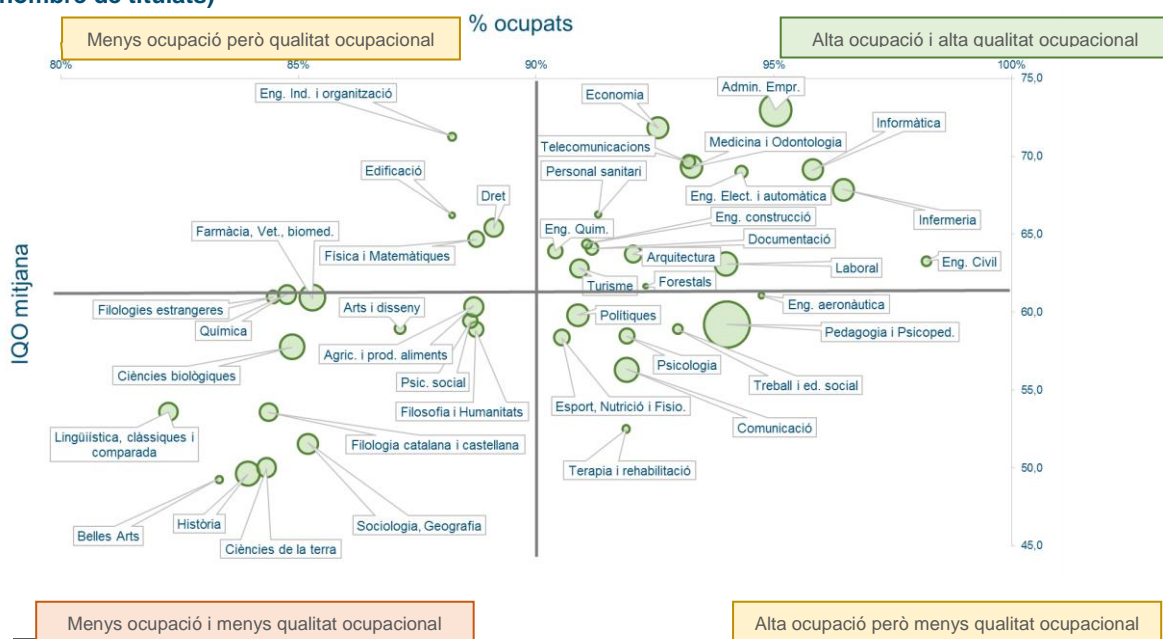 nombre de titulats)
% ocupats
Menys ocupació però qualitat ocupacional
Alta ocupació i alta qualitat ocupacional
80%
85%
90%
95%
100%
75,0
Eng. Ind. i organització
Economia
Admin. Empr.
Informàtica
Telecomunicacions
Medicina i Odontologia
70,0
Edificació
Personal sanitari
Dret
Eng. Elect. i automàtica
Eng. construcció
Infermeria
Farmàcia, Vet., biomed.
Eng. Quim.
Documentació
65,0
Física i Matemàtiques
Arquitectura
Laboral
Eng. Civil
Turisme
Forestals
IQO mitjana
Filologies estrangeres
Arts i disseny
Polítiques
Eng. aeronàutica
60,0
Química
Pedagogia i Psicoped.
Agric. i prod. aliments
Ciències biològiques
Psic. social
Psicologia
Treball i ed. social
55,0
Filosofia i Humanitats
Esport, Nutrició i Fisio.
Comunicació
Lingüiística, clàssiques i
comparada
Filologia catalana i castellana
Terapia i rehabilitació
50,0
Belles Arts
Història
Sociologia, Geografia
Ciències de la terra
45,0
Menys ocupació i menys qualitat ocupacional
Alta ocupació però menys qualitat ocupacional